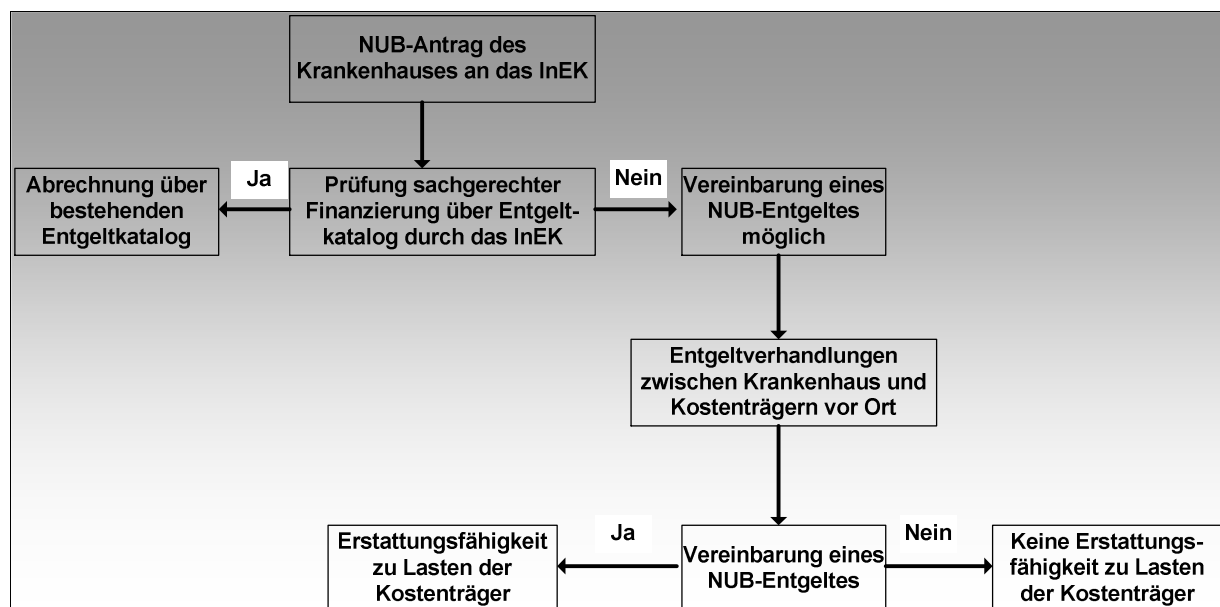 NUB-Antrag des
Krankenhauses an das InEK
Ja
Nein
Abrechnung über
bestehenden
Entgeltkatalog
Prüfung sachgerechter
Finanzierung über Entgelt-
katalog durch das InEK
Vereinbarung eines
NUB-Entgeltes
möglich
Entgeltverhandlungen
zwischen Krankenhaus und
Kostenträgern vor Ort
Ja
Nein
Erstattungsfähigkeit
zu Lasten der
Kostenträger
Vereinbarung eines
NUB-Entgeltes
Keine Erstattungs-
fähigkeit zu Lasten
der Kostenträger